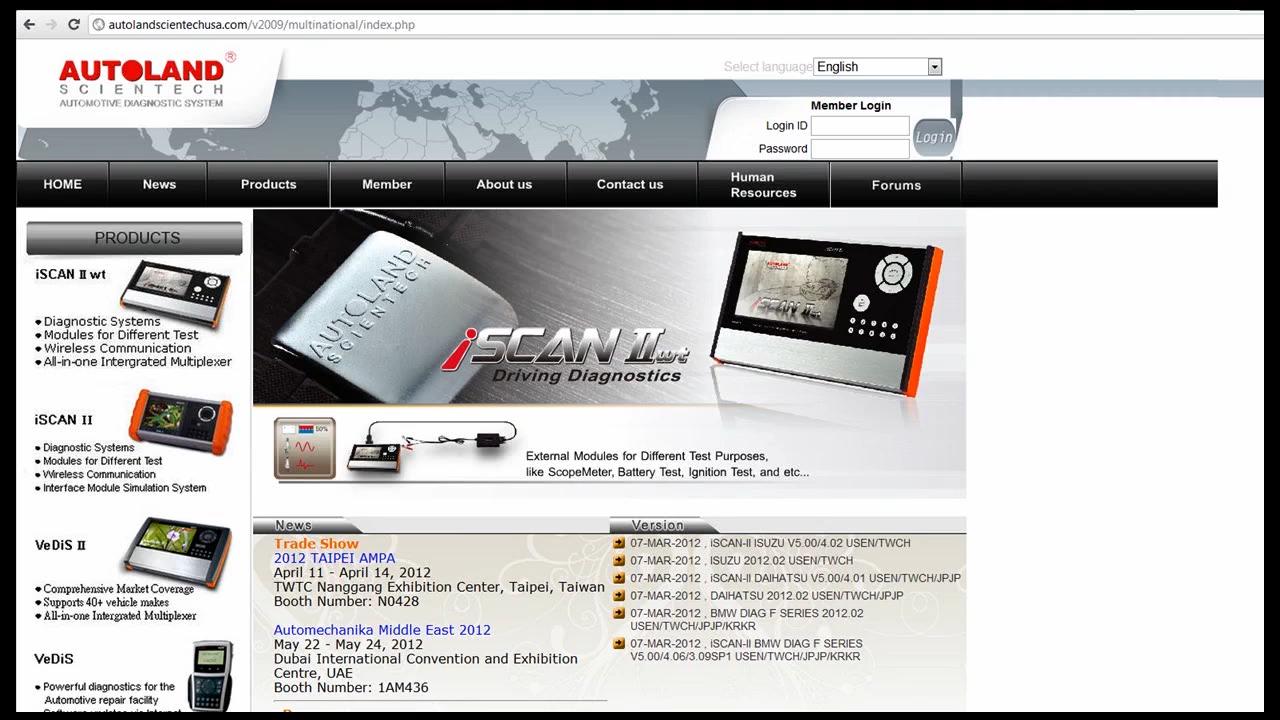 autolandscientechusa.com/v2009/multinational/index.php
AUTOLAND®
SCIENTECH
AUTOMOTIVE DIAGNOSTIC SYSTEM
Select language English
Member Login
Login ID
Password
Login
HOME News Products Member About us Contact us Human Resources Forums
PRODUCTS
iSCAN II wt
Diagnostic Systems
Modules for Different Test
Wireless Communication
All-in-one Intergrated Multiplexer
iSCAN II
Diagnostic Systems
Modules for Different Test
Wireless Communication
Interface Module Simulation System
VeDiS II
Comprehensive Market Coverage
Supports 40+ vehicle makes
All-in-one Intergrated Multiplexer
VeDiS
Powerful diagnostics for the
Automotive repair facility
Software updates via Internet
AUTOLAND
SCIENTECH
iSCAN II wt
Driving Diagnostics
External Modules for Different Test Purposes,
like ScopeMeter, Battery Test, Ignition Test, and etc...
News
Trade Show
2012 TAIPEI AMPA
April 11 - April 14, 2012
TWTC Nanggang Exhibition Center, Taipei, Taiwan
Booth Number: N0428
Automechanika Middle East 2012
May 22 - May 24, 2012
Dubai International Convention and Exhibition
Centre, UAE
Booth Number: 1AM436
Version
07-MAR-2012 , iSCAN-II ISUZU V5.00/4.02 USEN/TWCH
07-MAR-2012 , ISUZU 2012.02 USEN/TWCH
07-MAR-2012 , iSCAN-II DAIHATSU V5.00/4.01 USEN/TWCH/JPJP
07-MAR-2012 , DAIHATSU 2012.02 USEN/TWCH/JPJP
07-MAR-2012 , BMW DIAG F SERIES 2012.02
USEN/TWCH/JPJP/KRKR
07-MAR-2012 , iSCAN-II BMW DIAG F SERIES
V5.00/4.06/3.09SP1 USEN/TWCH/JPJP/KRKR